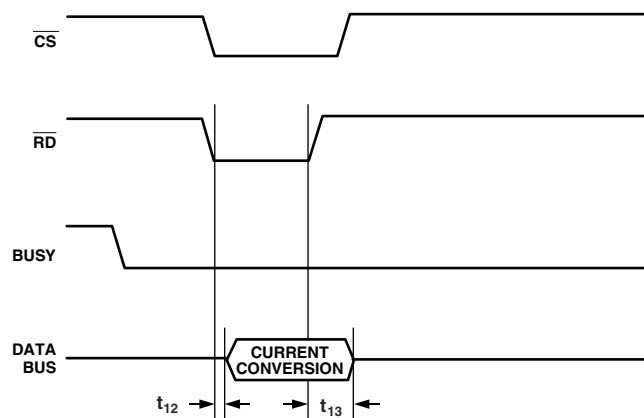 CS
RD
BUSY
DATA
BUS
CURRENT
CONVERSION
t12
t13